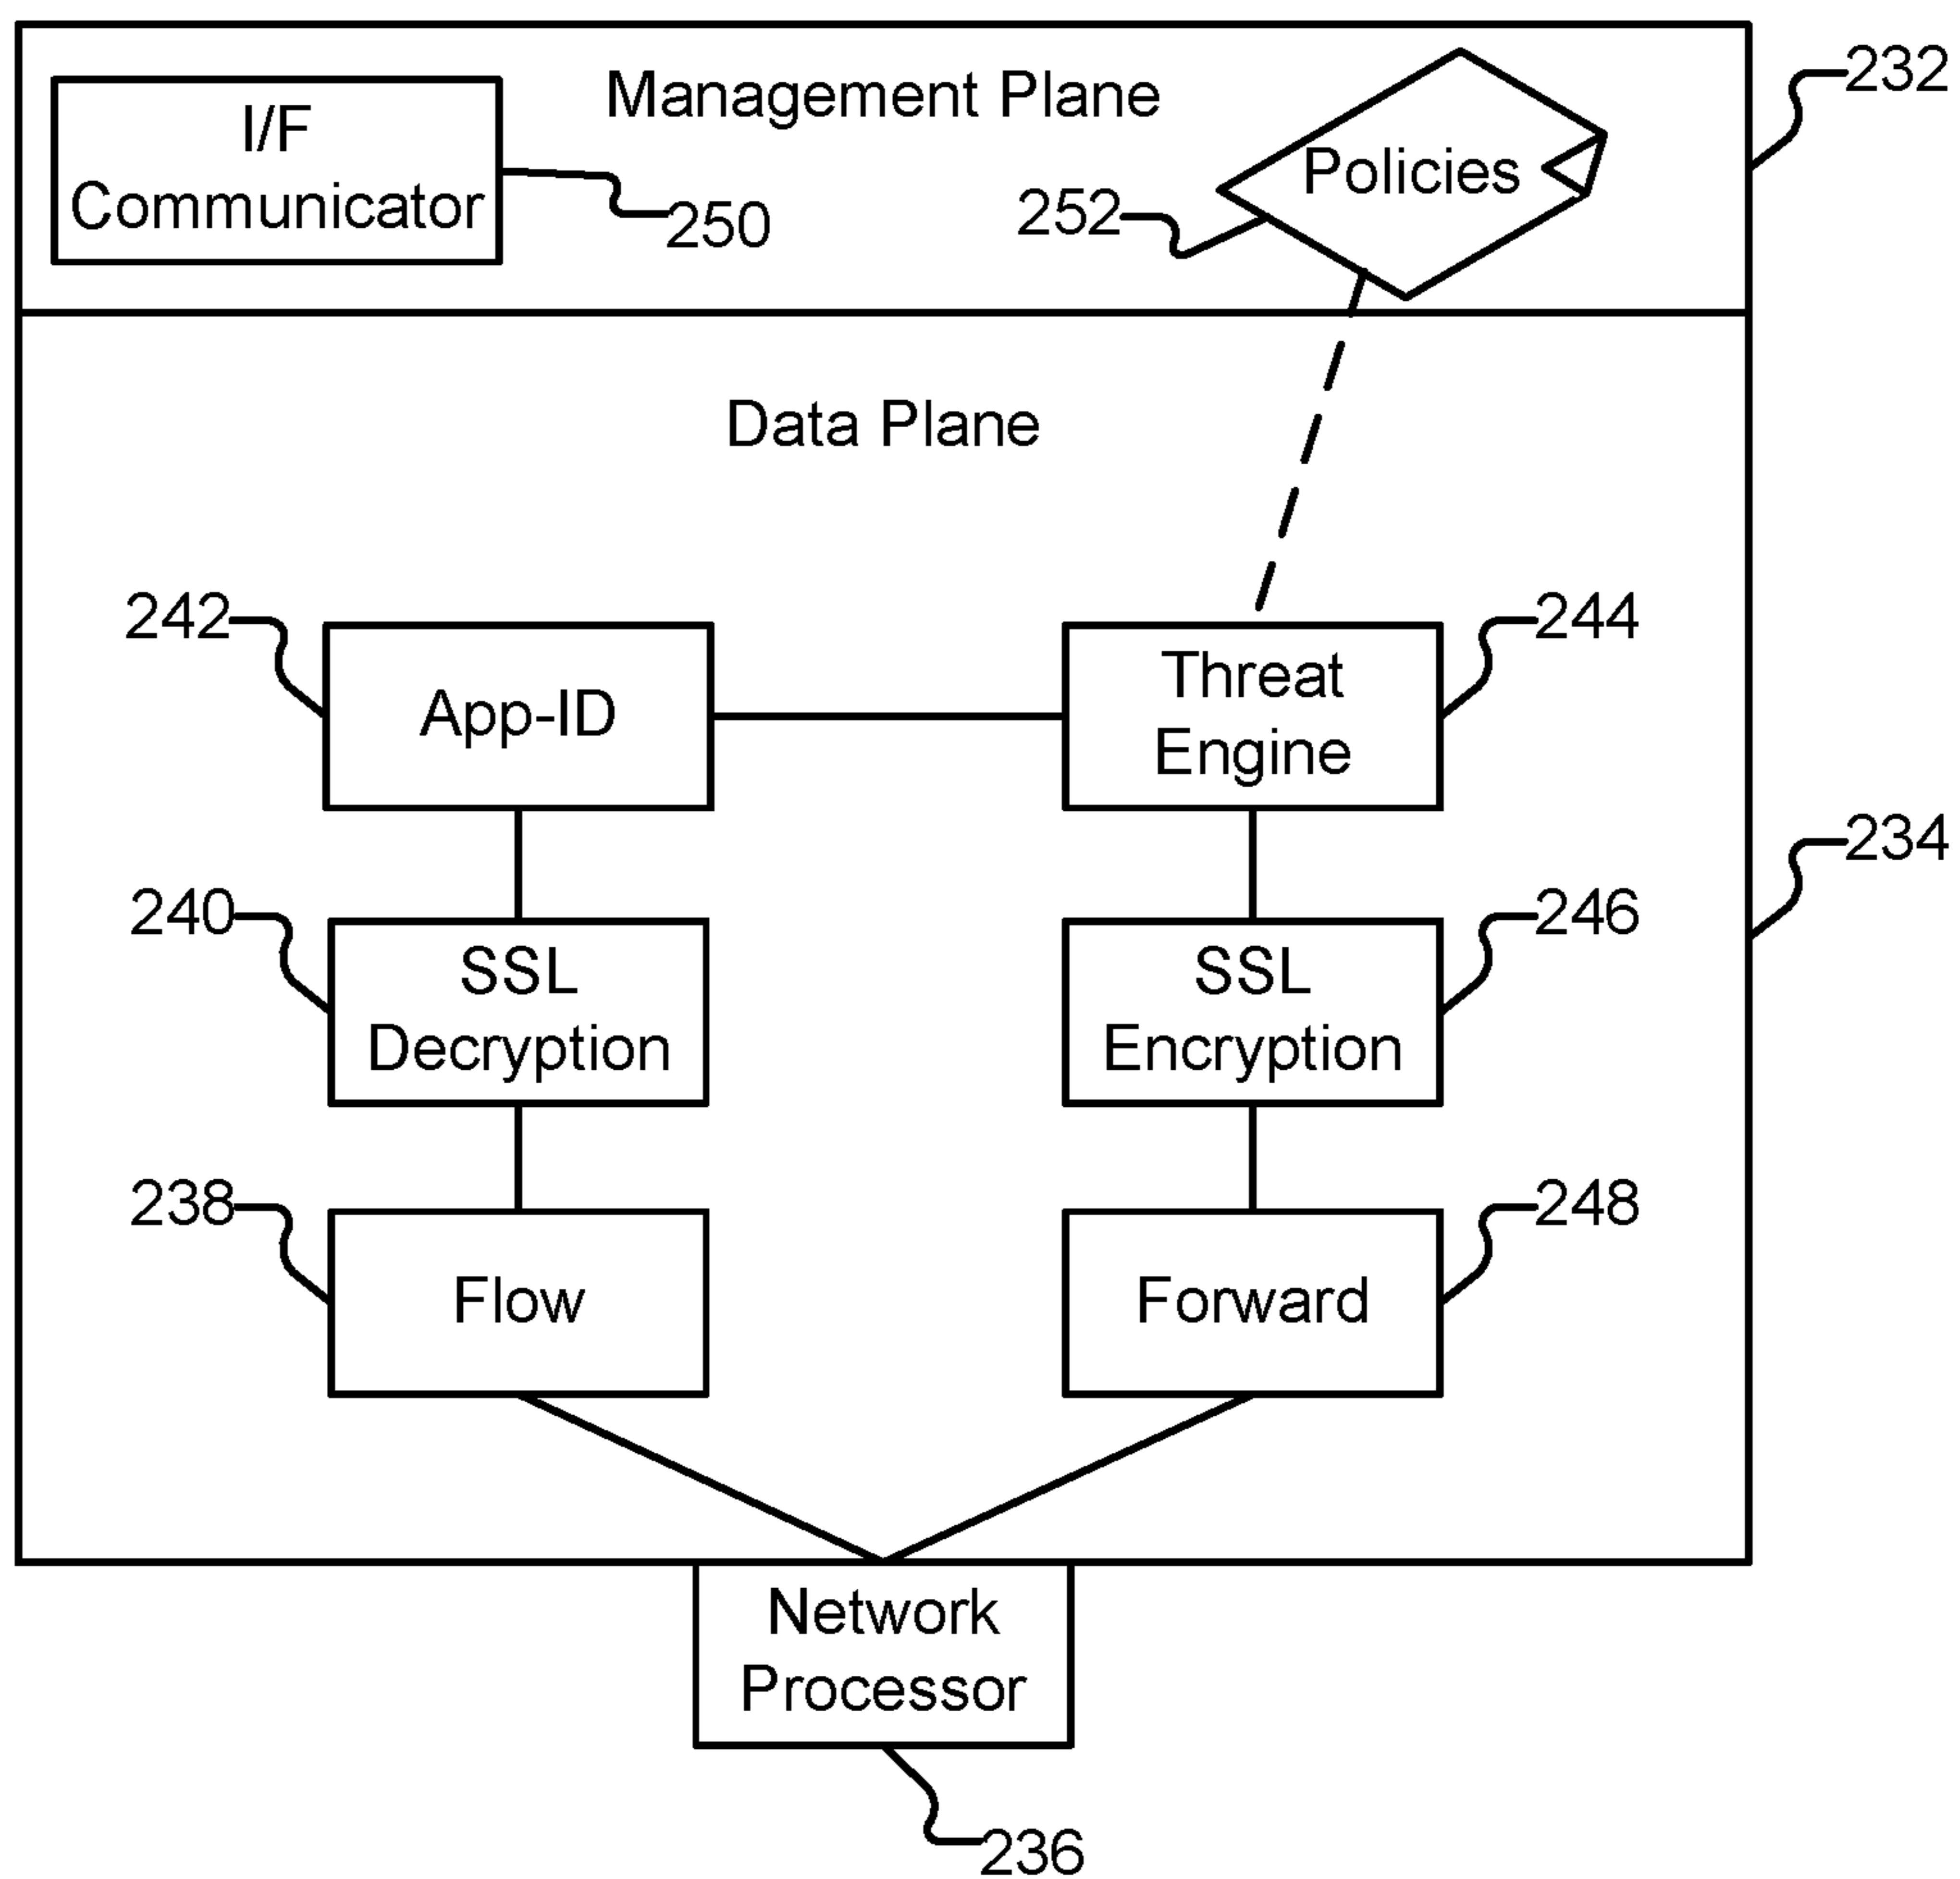 Management Plane
232
I/F
Communicator
250
Policies
252
Data Plane
242
App-ID
Threat
Engine
244
234
240
SSL
Decryption
SSL
Encryption
246
238
Flow
Forward
248
Network
Processor
236